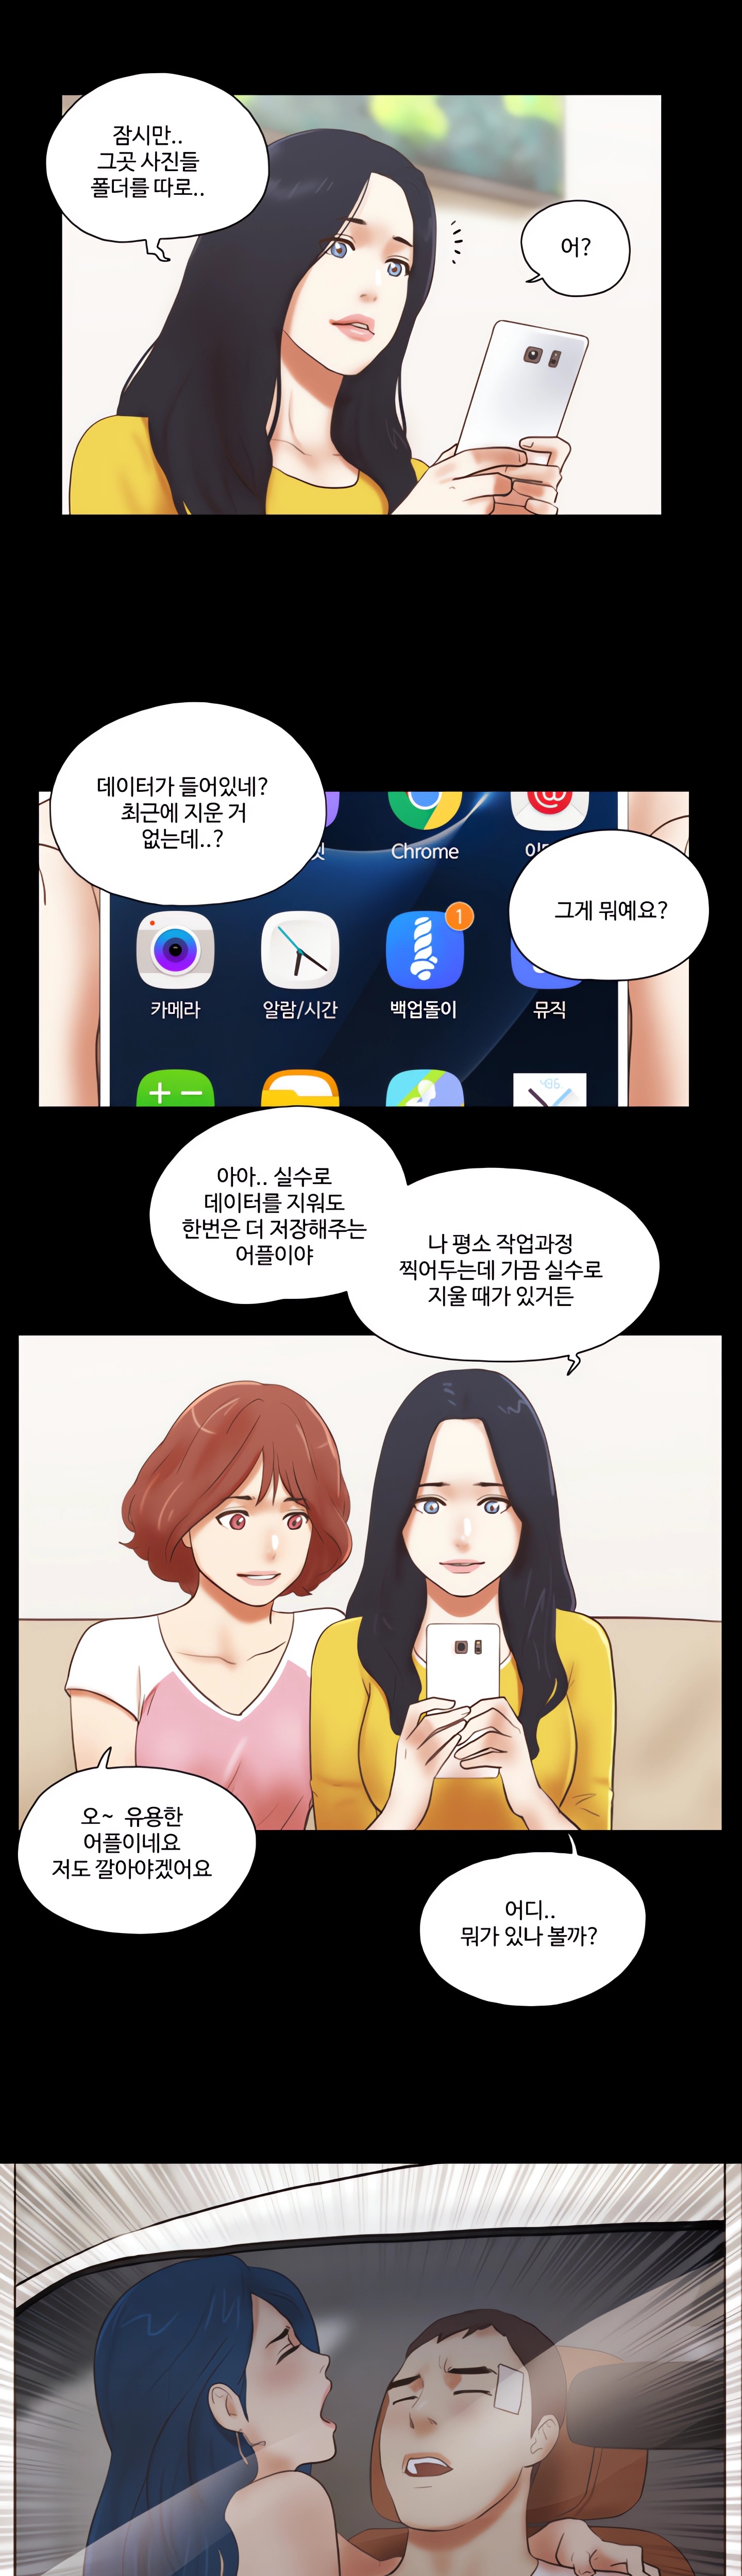 잠시만..
그곳 사진들
폴더를 따로..
어?
데이터가 들어있네?
최근에 지운 거
없는데..?
Chrome
그게 뭐예요?
1
카메라
알람/시간
백업돌이
뮤직
아아.. 실수로
데이터를 지워도
한번은 더 저장해주는
어플이야
나 평소 작업과정
찍어두는데 가끔 실수로
지울 때가 있거든
오~ 유용한
어플이네요
저도 깔아야겠어요
어디..
뭐가 있나 볼까?